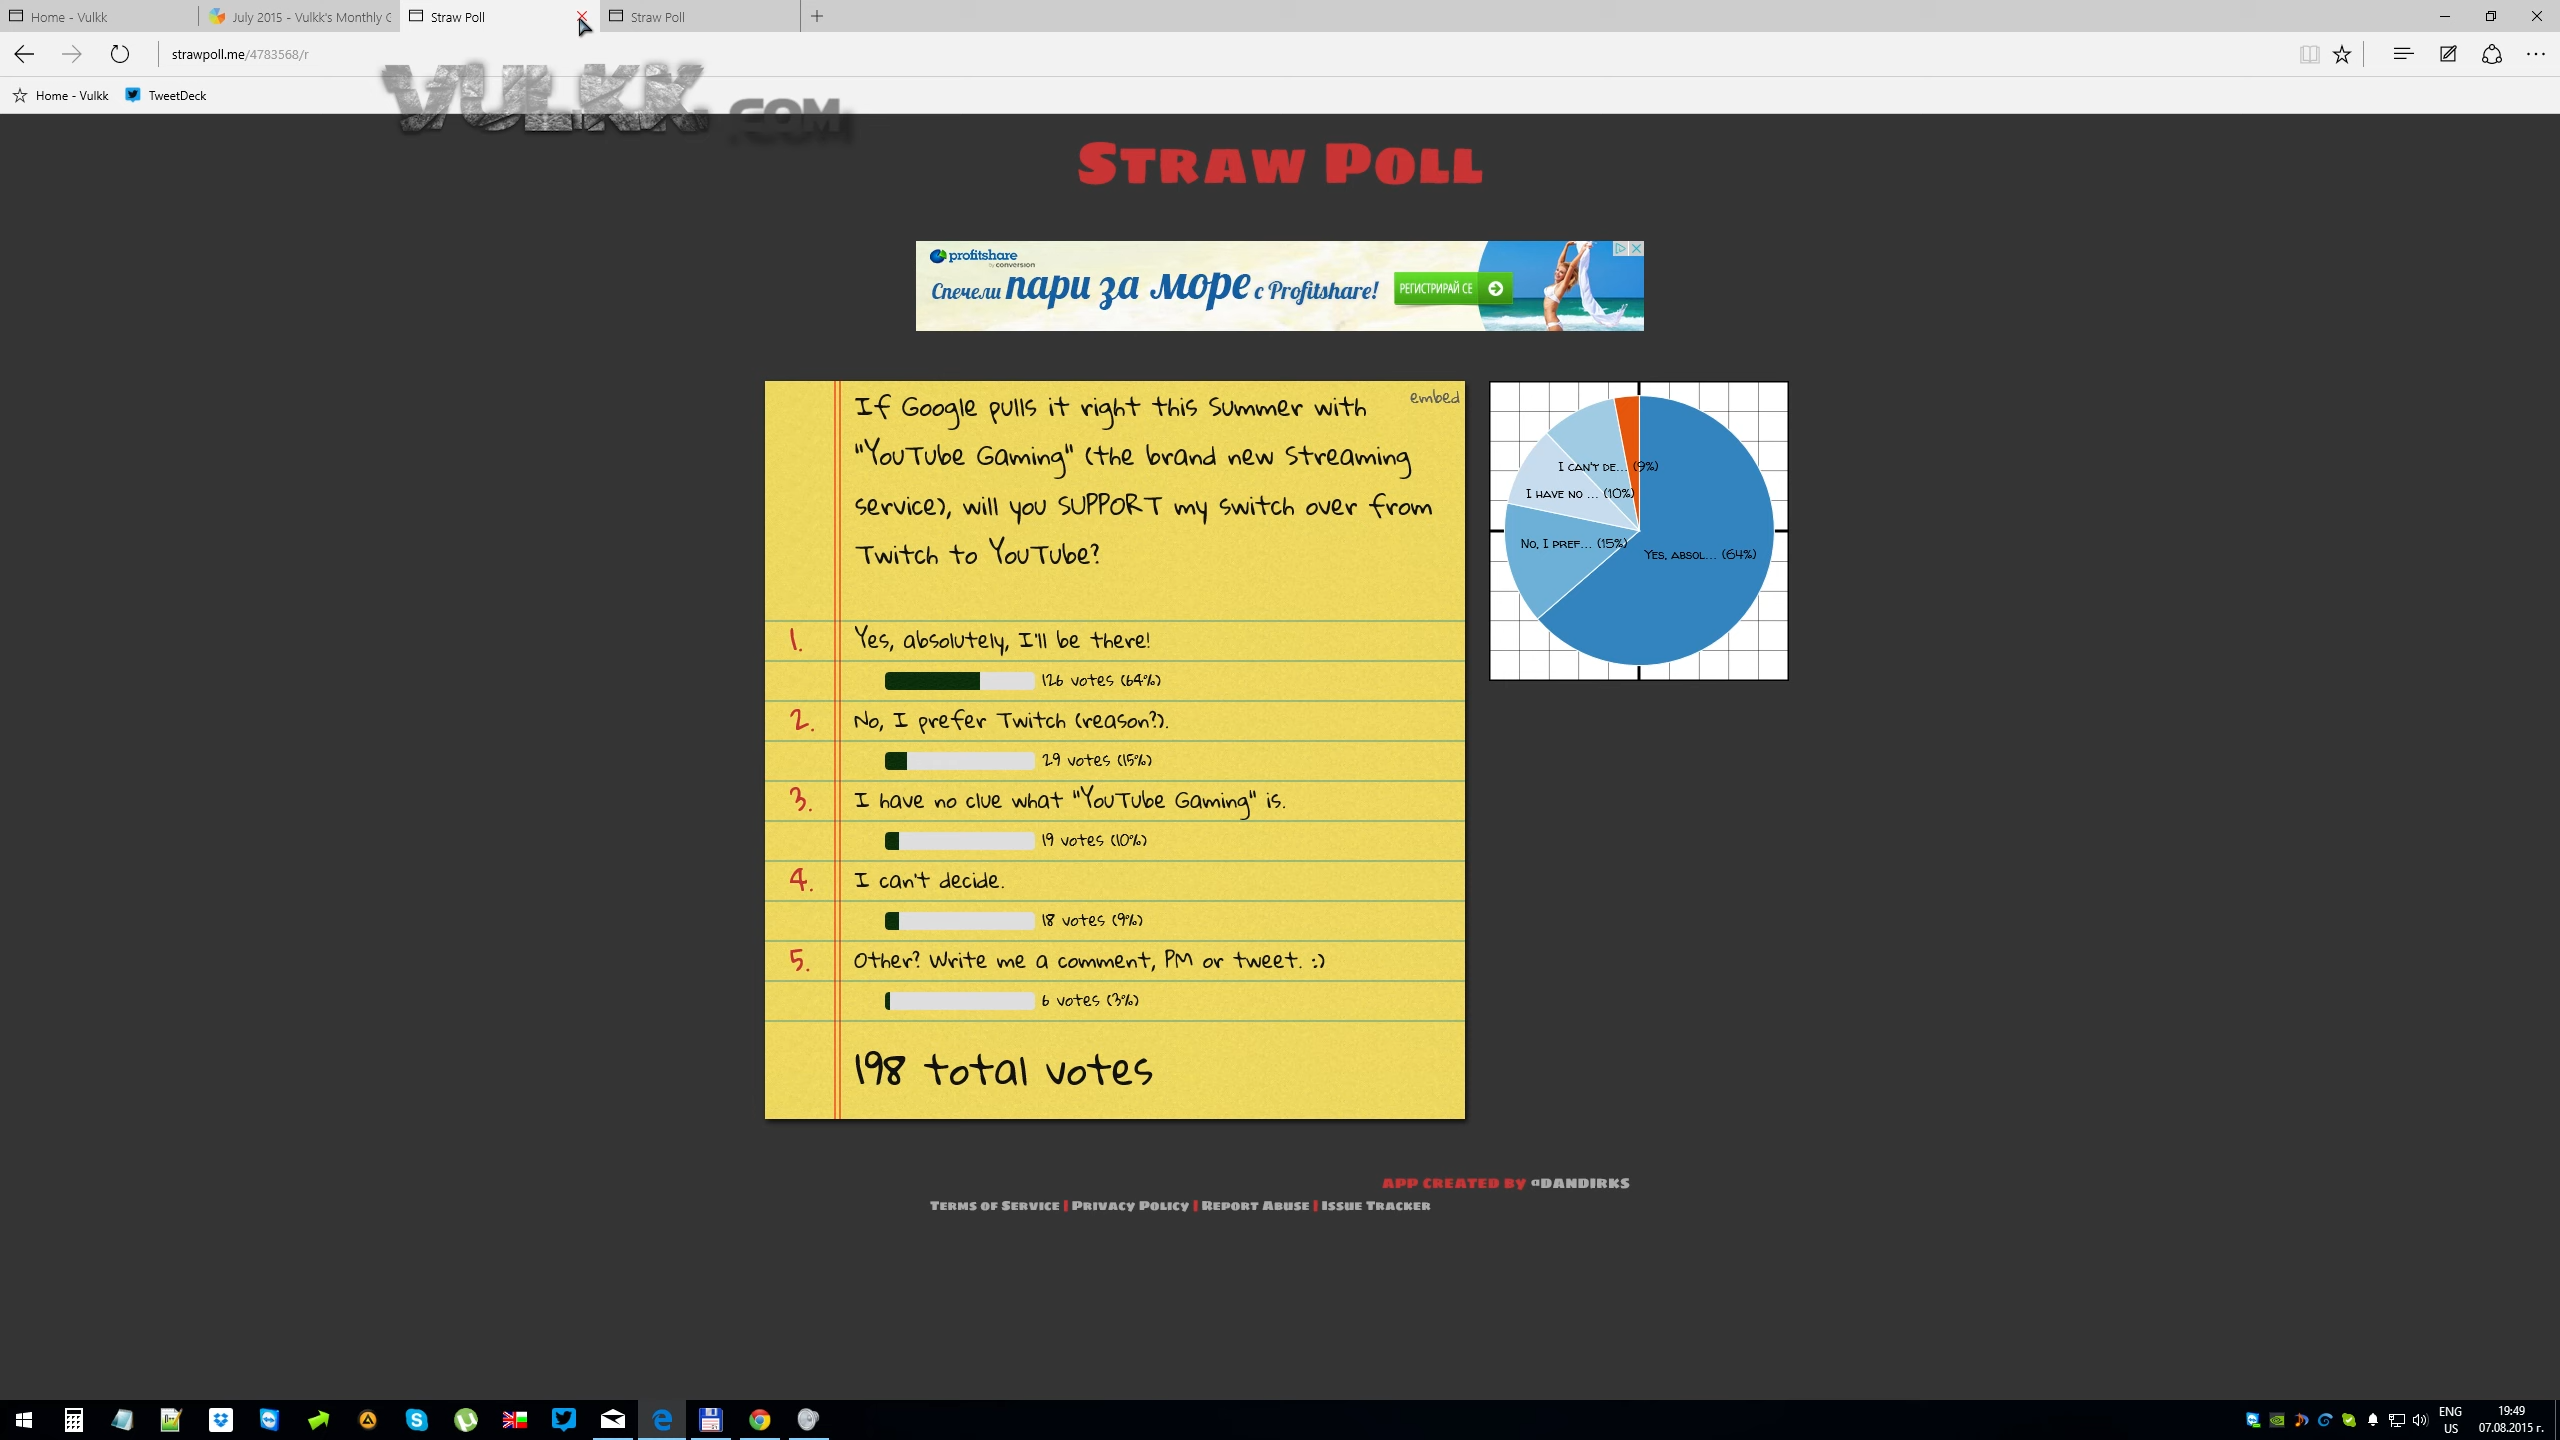 Home - Vulkk
July 2015 - Vulkk's Monthly
Straw Poll
Straw Poll
strawpoll.me/4783568/r
Home - Vulkk
TweetDeck
VULKK.COM
Straw Poll
profitshare
by conversion
Спечели пари за море с Profitshare!
РЕГИСТРИРАЙ СЕ
embed
If Google pulls it right this Summer with
"YouTube Gaming" (the brand new Streaming
service), will you SUPPORT my switch over from
Twitch to YouTube?
1. Yes, absolutely, I'll be there!
126 votes (64%)
2. No, I prefer Twitch (reason?).
29 votes (15%)
3. I have no clue what "YouTube Gaming" is.
19 votes (10%)
4. I can't decide.
18 votes (9%)
5. Other? Write me a comment, PM or tweet. :)
6 votes (3%)
198 total votes
I can't de... (9%)
I have no ... (10%)
No, I pref... (15%)
Yes, absol... (64%)
App created by @dandirks
Terms of Service | Privacy Policy | Report Abuse | Issue Tracker
ENG
US
19:49
07.08.2015 г.